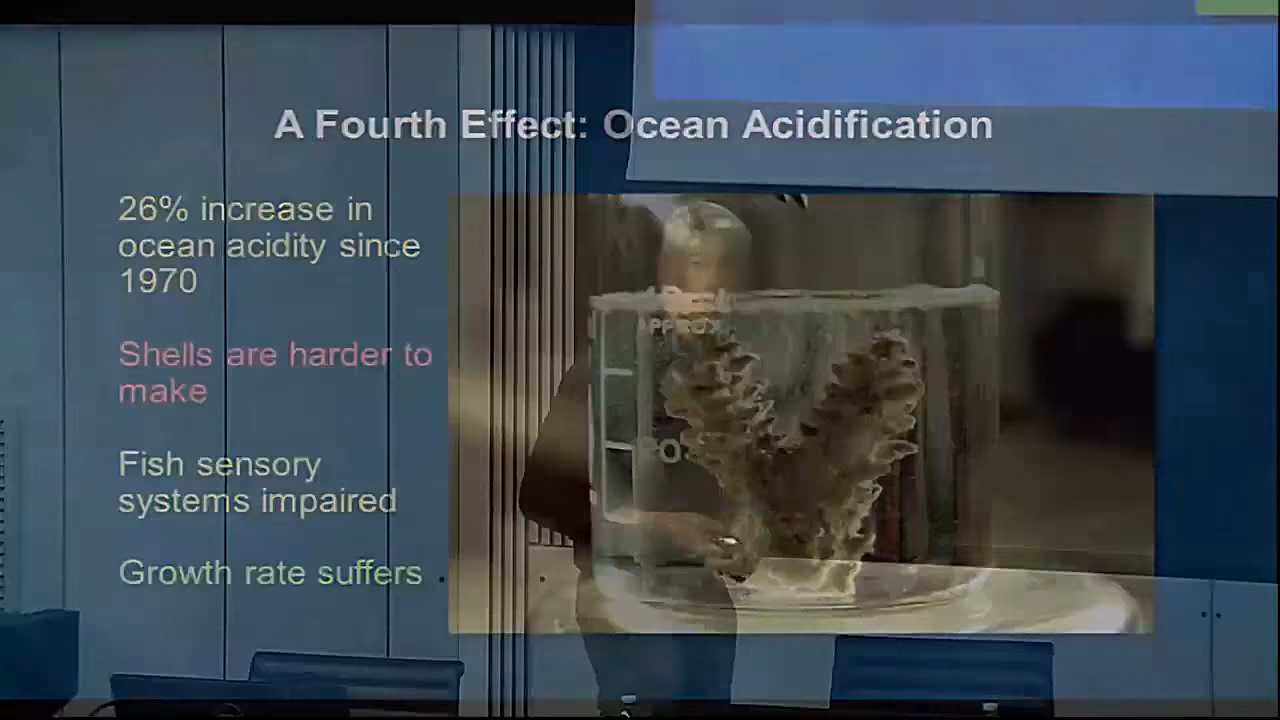 A Fourth Effect: Ocean Acidification
26% increase in
ocean acidity since
1970
Shells are harder to
make
Fish sensory
systems impaired
Growth rate suffers
APPROX